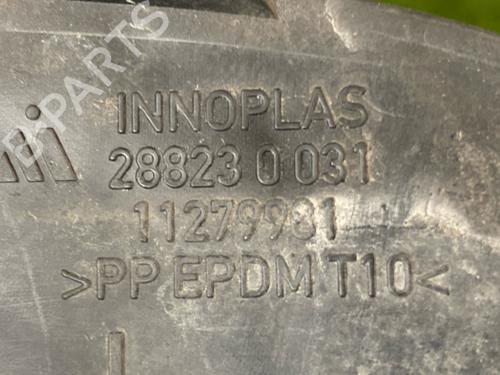 B-PARTS
INNOPLAS
28823 0 031
11279981
>PP EPDM T10<